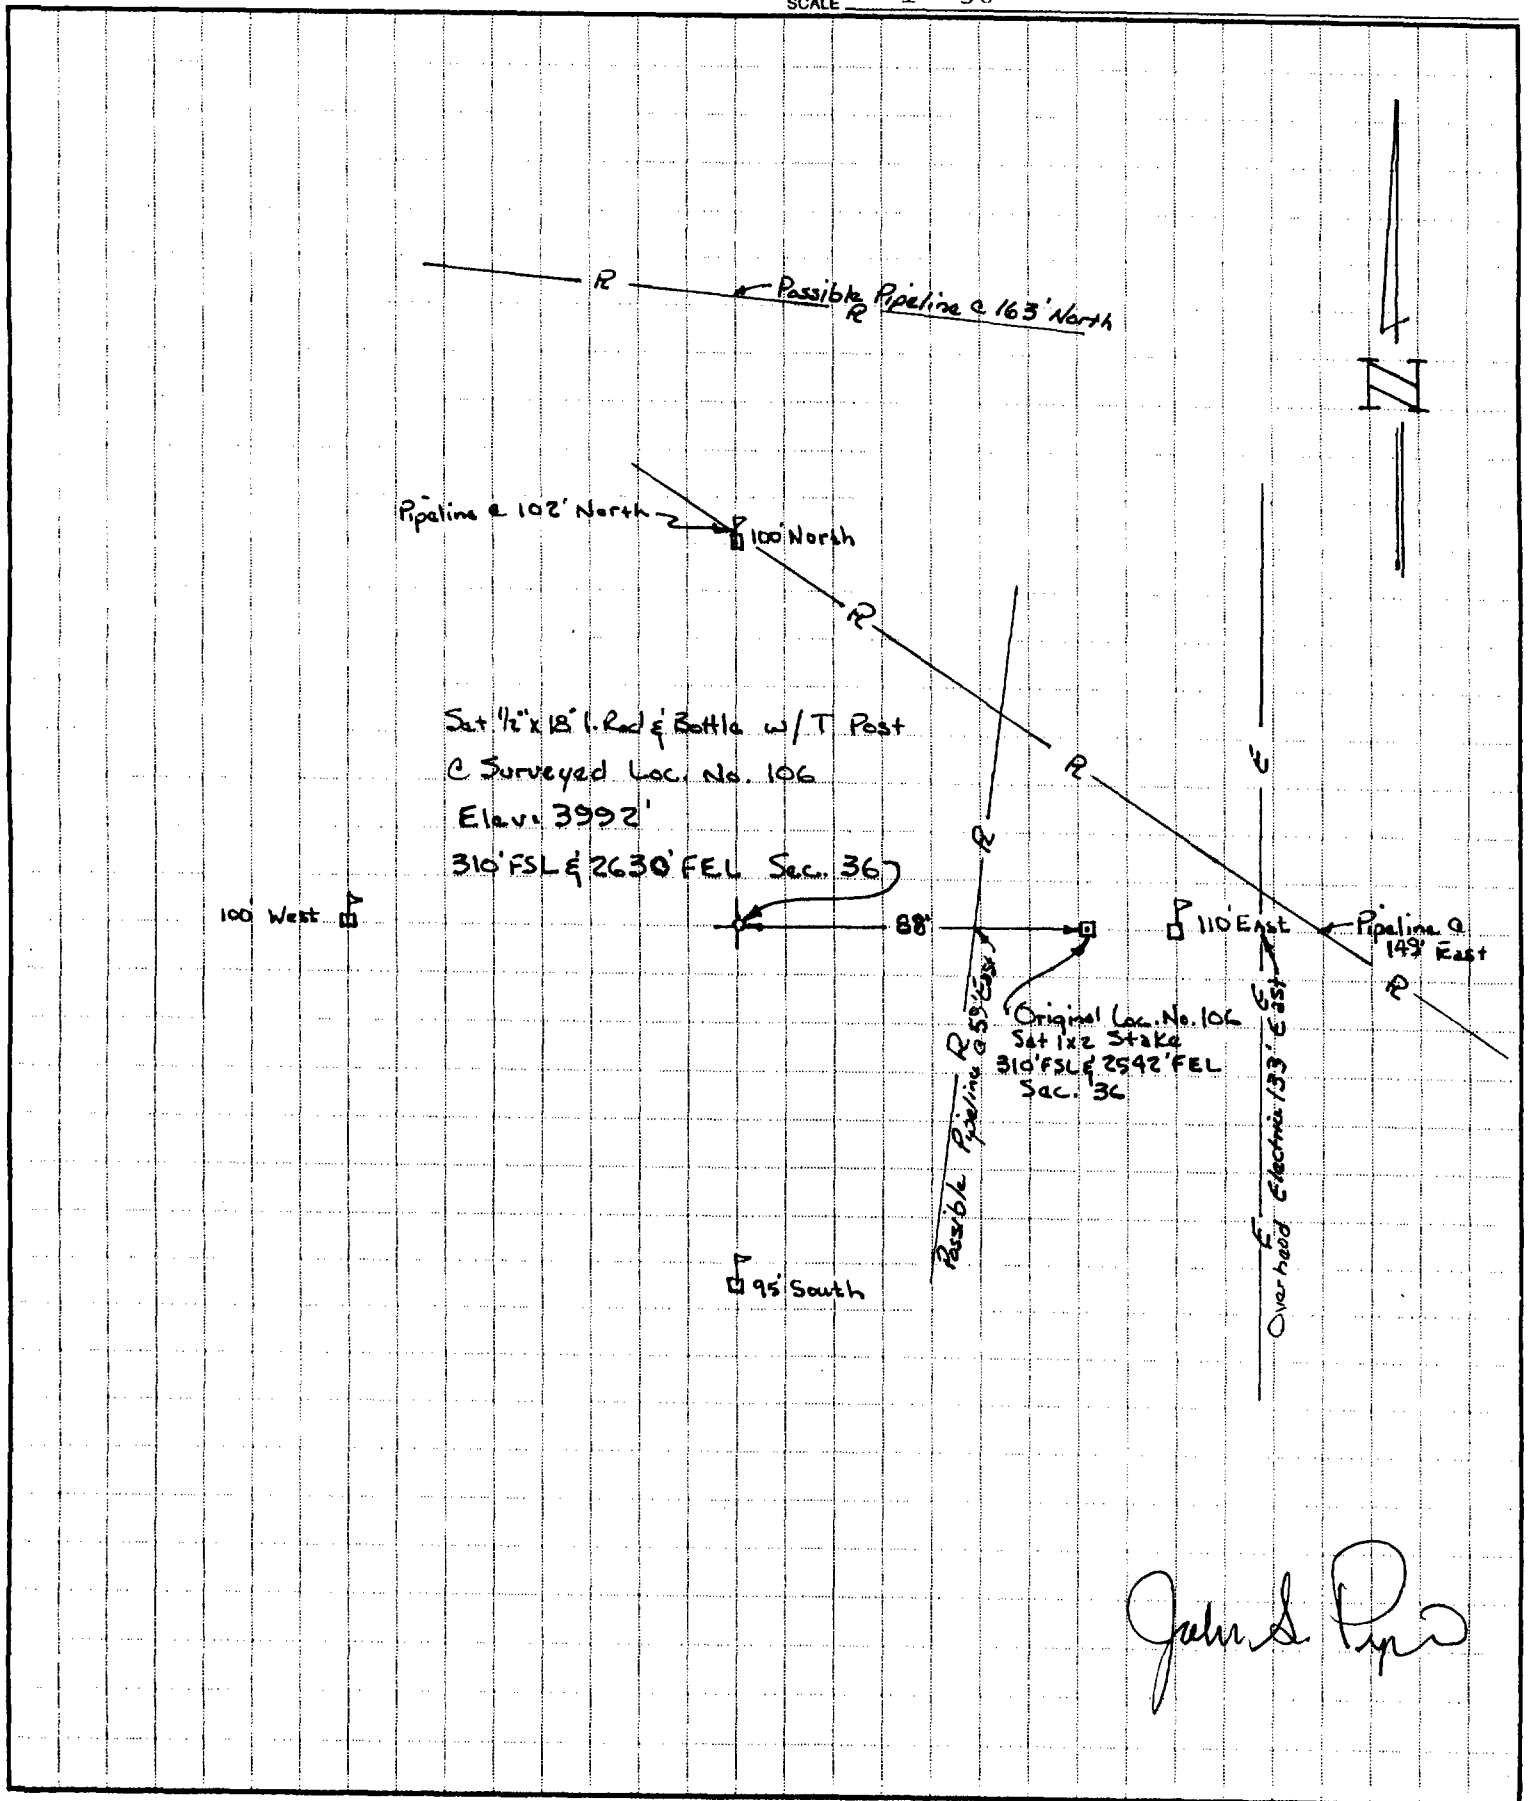 SCALE
Possible Pipeline @ 163' North
N
Pipeline @ 102' North
100' North
Set 1/2" x 18" I. Rod & Bottle w/ T Post
@ Surveyed Loc. No. 106
Elev. 3992'
310' FSL & 2630' FEL Sec. 36
100' West
88'
110' East
Pipeline @
149' East
Possible Pipeline @ 59' East
Original Loc. No. 106
Set 1x2 Stake
310' FSL & 2542' FEL
Sec. 36
Overhead Electric 133' East
E
E
E
95' South
John S.